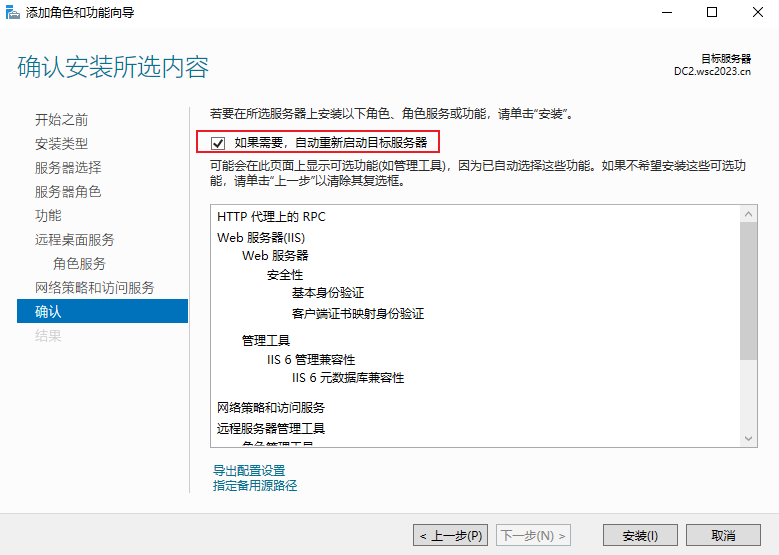 添加角色和功能向导
确认安装所选内容
目标服务器
DC2.wsc2023.cn
开始之前
安装类型
服务器选择
服务器角色
功能
远程桌面服务
角色服务
网络策略和访问服务
确认
结果
若要在所选服务器上安装以下角色、角色服务或功能，请单击“安装”。
如果需要，自动重新启动目标服务器
可能会在此页面上显示可选功能(如管理工具)，因为已自动选择这些功能。如果不希望安装这些可选功
能，请单击“上一步”以清除其复选框。
HTTP 代理上的 RPC
Web 服务器(IIS)
Web 服务器
安全性
基本身份验证
客户端证书映射身份验证
管理工具
IIS 6 管理兼容性
IIS 6 元数据库兼容性
网络策略和访问服务
远程服务器管理工具
角色管理工具
导出配置设置
指定备用源路径
< 上一步(P)
下一步(N) >
安装(I)
取消